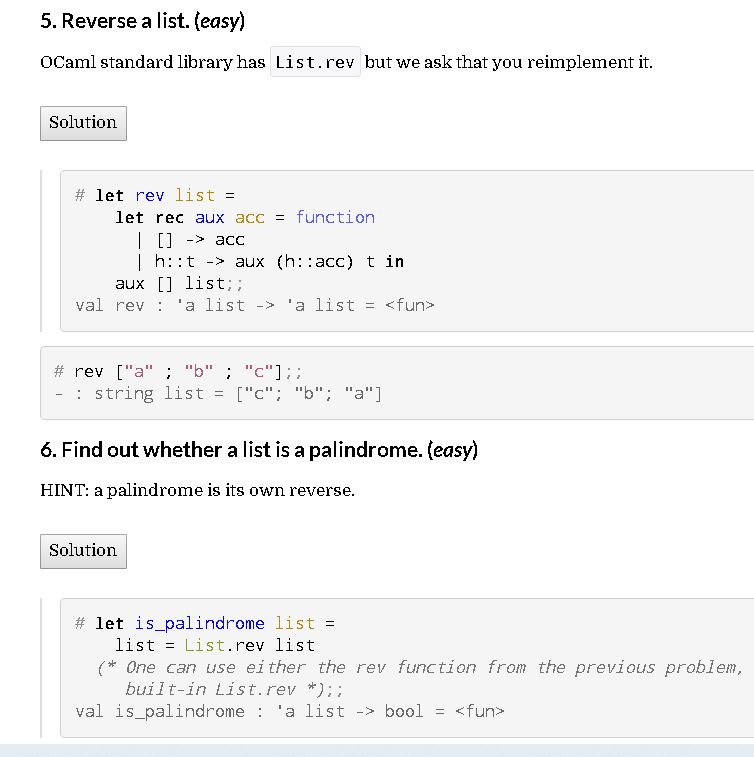 5. Reverse a list. (easy)
OCaml standard library has List.rev but we ask that you reimplement it.
Solution
# let rev list =
    let rec aux acc = function
      | [] -> acc
      | h::t -> aux (h::acc) t in
    aux [] list;;
val rev : 'a list -> 'a list = <fun>
# rev ["a" ; "b" ; "c"];;
- : string list = ["c"; "b"; "a"]
6. Find out whether a list is a palindrome. (easy)
HINT: a palindrome is its own reverse.
Solution
# let is_palindrome list =
    list = List.rev list
  (* One can use either the rev function from the previous problem,
     built-in List.rev *);;
val is_palindrome : 'a list -> bool = <fun>